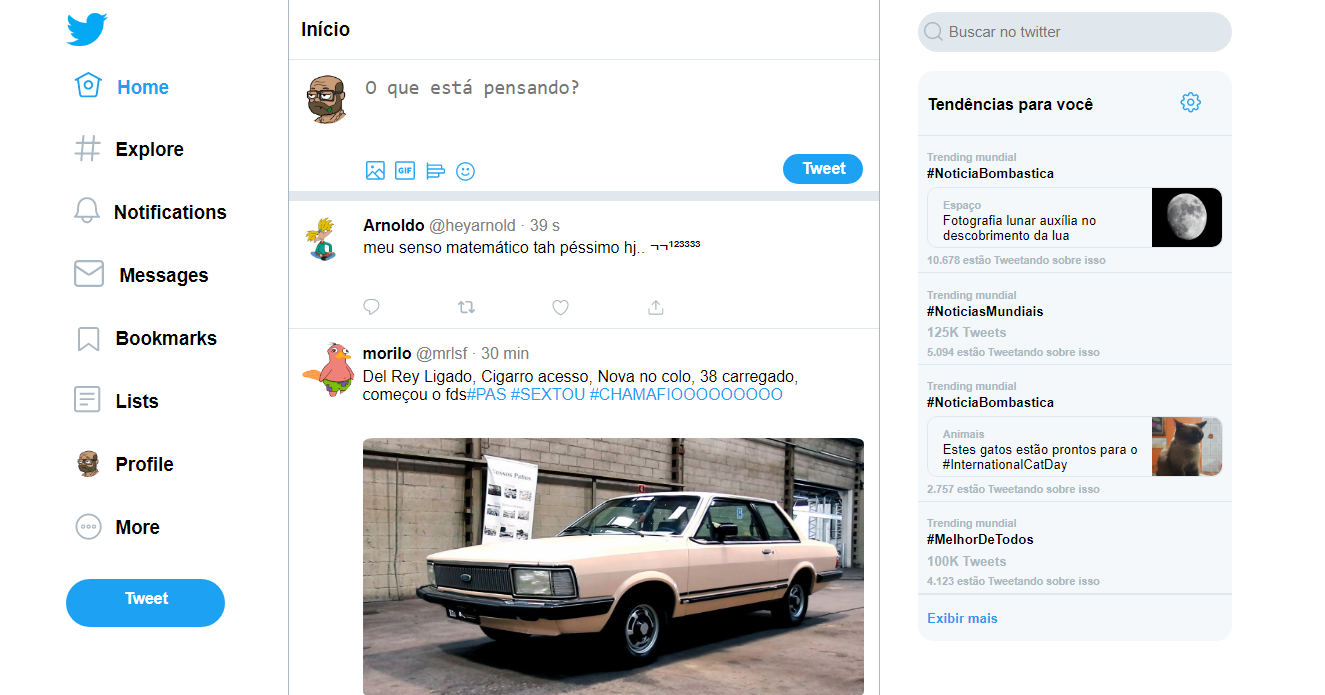 Home
Explore
Notifications
Messages
Bookmarks
Lists
Profile
More
Tweet
Início
O que está pensando?
GIF
Tweet
Arnoldo @heyarnold · 39 s
meu senso matemático tah péssimo hj.. ¬¬¹²³³³³³
morilo @mrlsf · 30 min
Del Rey Ligado, Cigarro acesso, Nova no colo, 38 carregado,
começou o fds#PAS #SEXTOU #CHAMAFIOOOOOOOOO
Buscar no twitter
Tendências para você
Trending mundial
#NoticiaBombastica
Espaço
Fotografia lunar auxília no
descobrimento da lua
10.678 estão Tweetando sobre isso
Trending mundial
#NoticiasMundiais
125K Tweets
5.094 estão Tweetando sobre isso
Trending mundial
#NoticiaBombastica
Animais
Estes gatos estão prontos para o
#InternationalCatDay
2.757 estão Tweetando sobre isso
Trending mundial
#MelhorDeTodos
100K Tweets
4.123 estão Tweetando sobre isso
Exibir mais